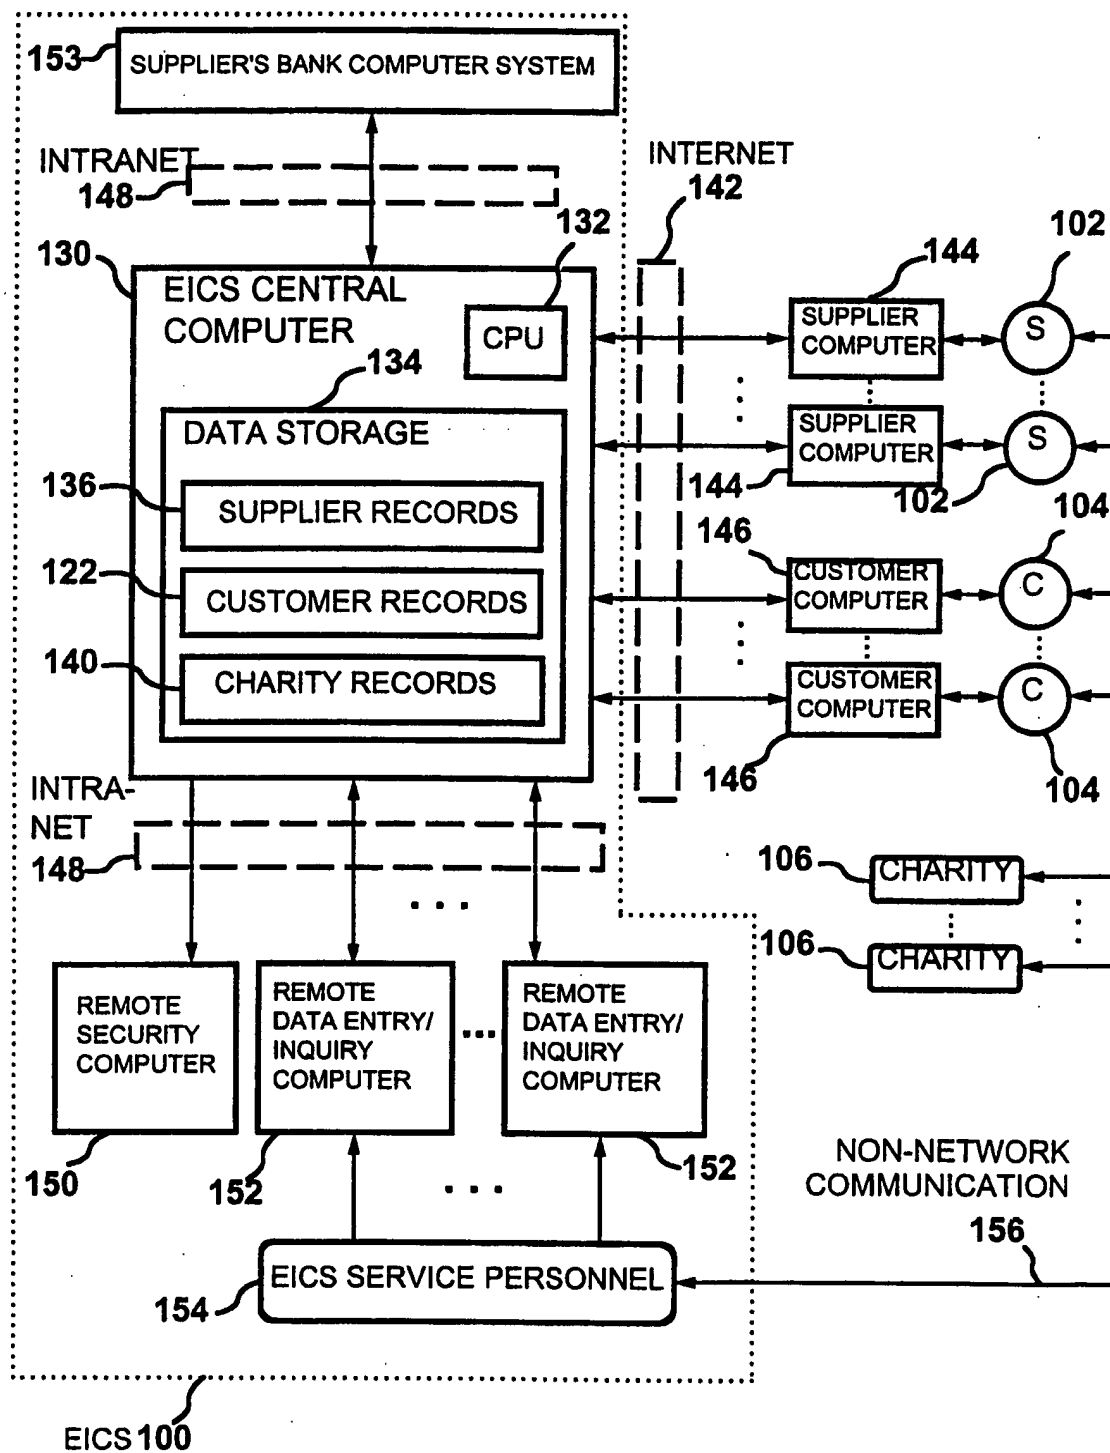 153
SUPPLIER'S BANK COMPUTER SYSTEM
INTRANET
148
INTERNET
142
130
132
102
144
EICS CENTRAL
COMPUTER
CPU
SUPPLIER
COMPUTER
S
134
DATA STORAGE
SUPPLIER
COMPUTER
S
136
SUPPLIER RECORDS
144
102
104
146
122
CUSTOMER RECORDS
CUSTOMER
COMPUTER
C
140
CHARITY RECORDS
CUSTOMER
COMPUTER
C
146
104
INTRA-
NET
148
106
CHARITY
106
CHARITY
REMOTE
SECURITY
COMPUTER
REMOTE
DATA ENTRY/
INQUIRY
COMPUTER
REMOTE
DATA ENTRY/
INQUIRY
COMPUTER
150
152
152
NON-NETWORK
COMMUNICATION
156
EICS SERVICE PERSONNEL
154
EICS 100